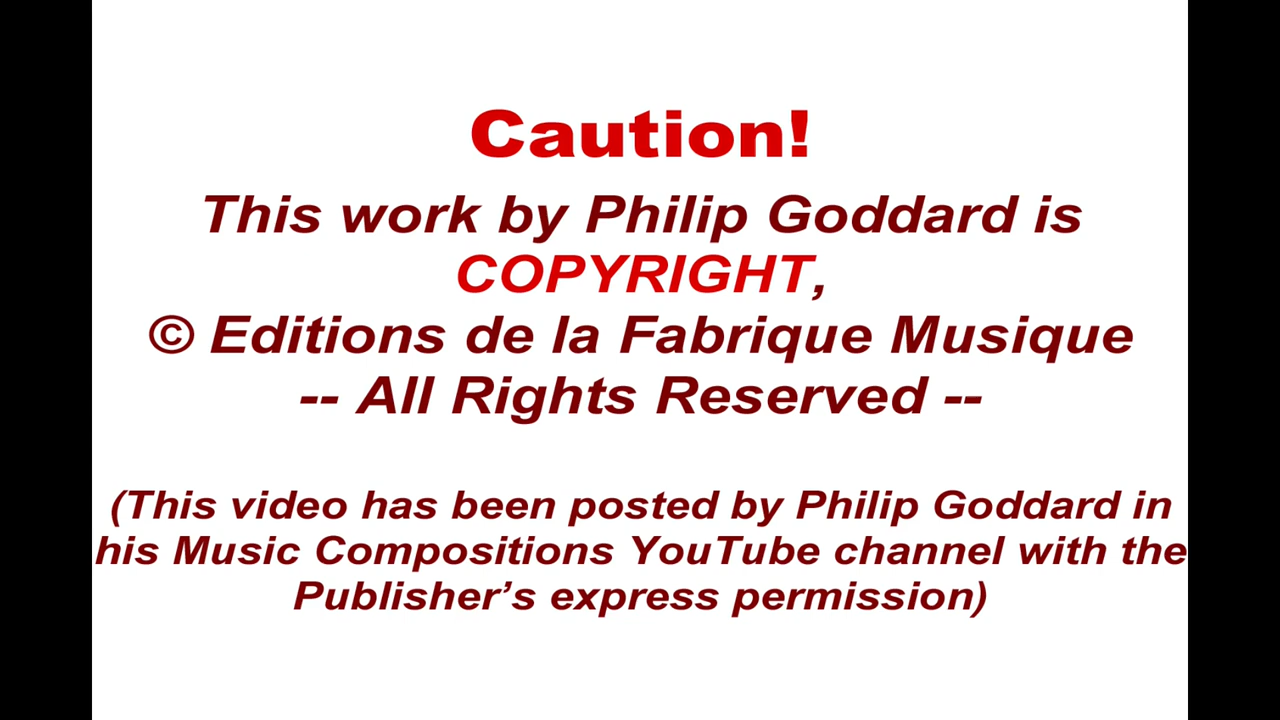 Caution!
This work by Philip Goddard is
COPYRIGHT,
© Editions de la Fabrique Musique
-- All Rights Reserved --
(This video has been posted by Philip Goddard in
his Music Compositions YouTube channel with the
Publisher’s express permission)